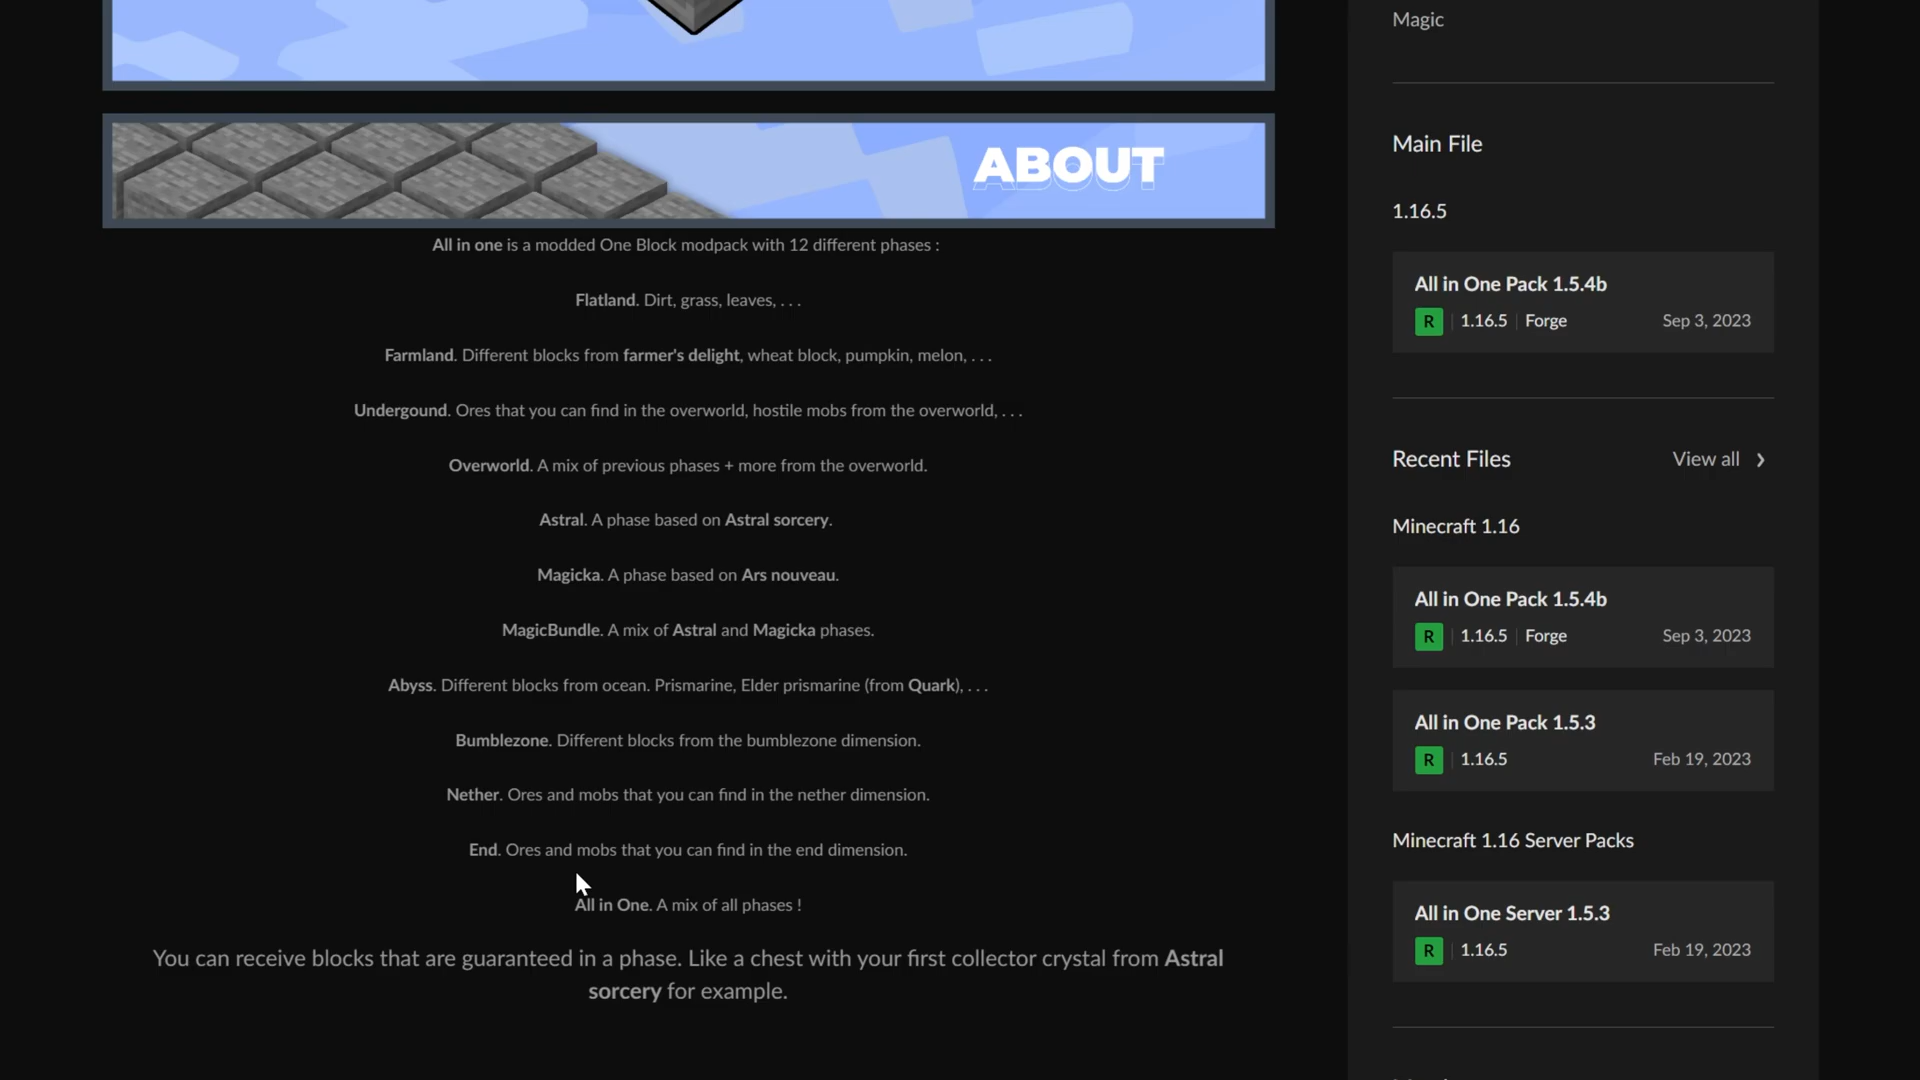 ABOUT
All in one is a modded One Block modpack with 12 different phases :
Flatland. Dirt, grass, leaves, . . .
Farmland. Different blocks from farmer's delight, wheat block, pumpkin, melon, . . .
Undergound. Ores that you can find in the overworld, hostile mobs from the overworld, . . .
Overworld. A mix of previous phases + more from the overworld.
Astral. A phase based on Astral sorcery.
Magicka. A phase based on Ars nouveau.
MagicBundle. A mix of Astral and Magicka phases.
Abyss. Different blocks from ocean. Prismarine, Elder prismarine (from Quark), . . .
Bumblezone. Different blocks from the bumblezone dimension.
Nether. Ores and mobs that you can find in the nether dimension.
End. Ores and mobs that you can find in the end dimension.
All in One. A mix of all phases !
You can receive blocks that are guaranteed in a phase. Like a chest with your first collector crystal from Astral
sorcery for example.
Magic
Main File
1.16.5
All in One Pack 1.5.4b
R 1.16.5 Forge Sep 3, 2023
Recent Files View all
Minecraft 1.16
All in One Pack 1.5.4b
R 1.16.5 Forge Sep 3, 2023
All in One Pack 1.5.3
R 1.16.5 Feb 19, 2023
Minecraft 1.16 Server Packs
All in One Server 1.5.3
R 1.16.5 Feb 19, 2023